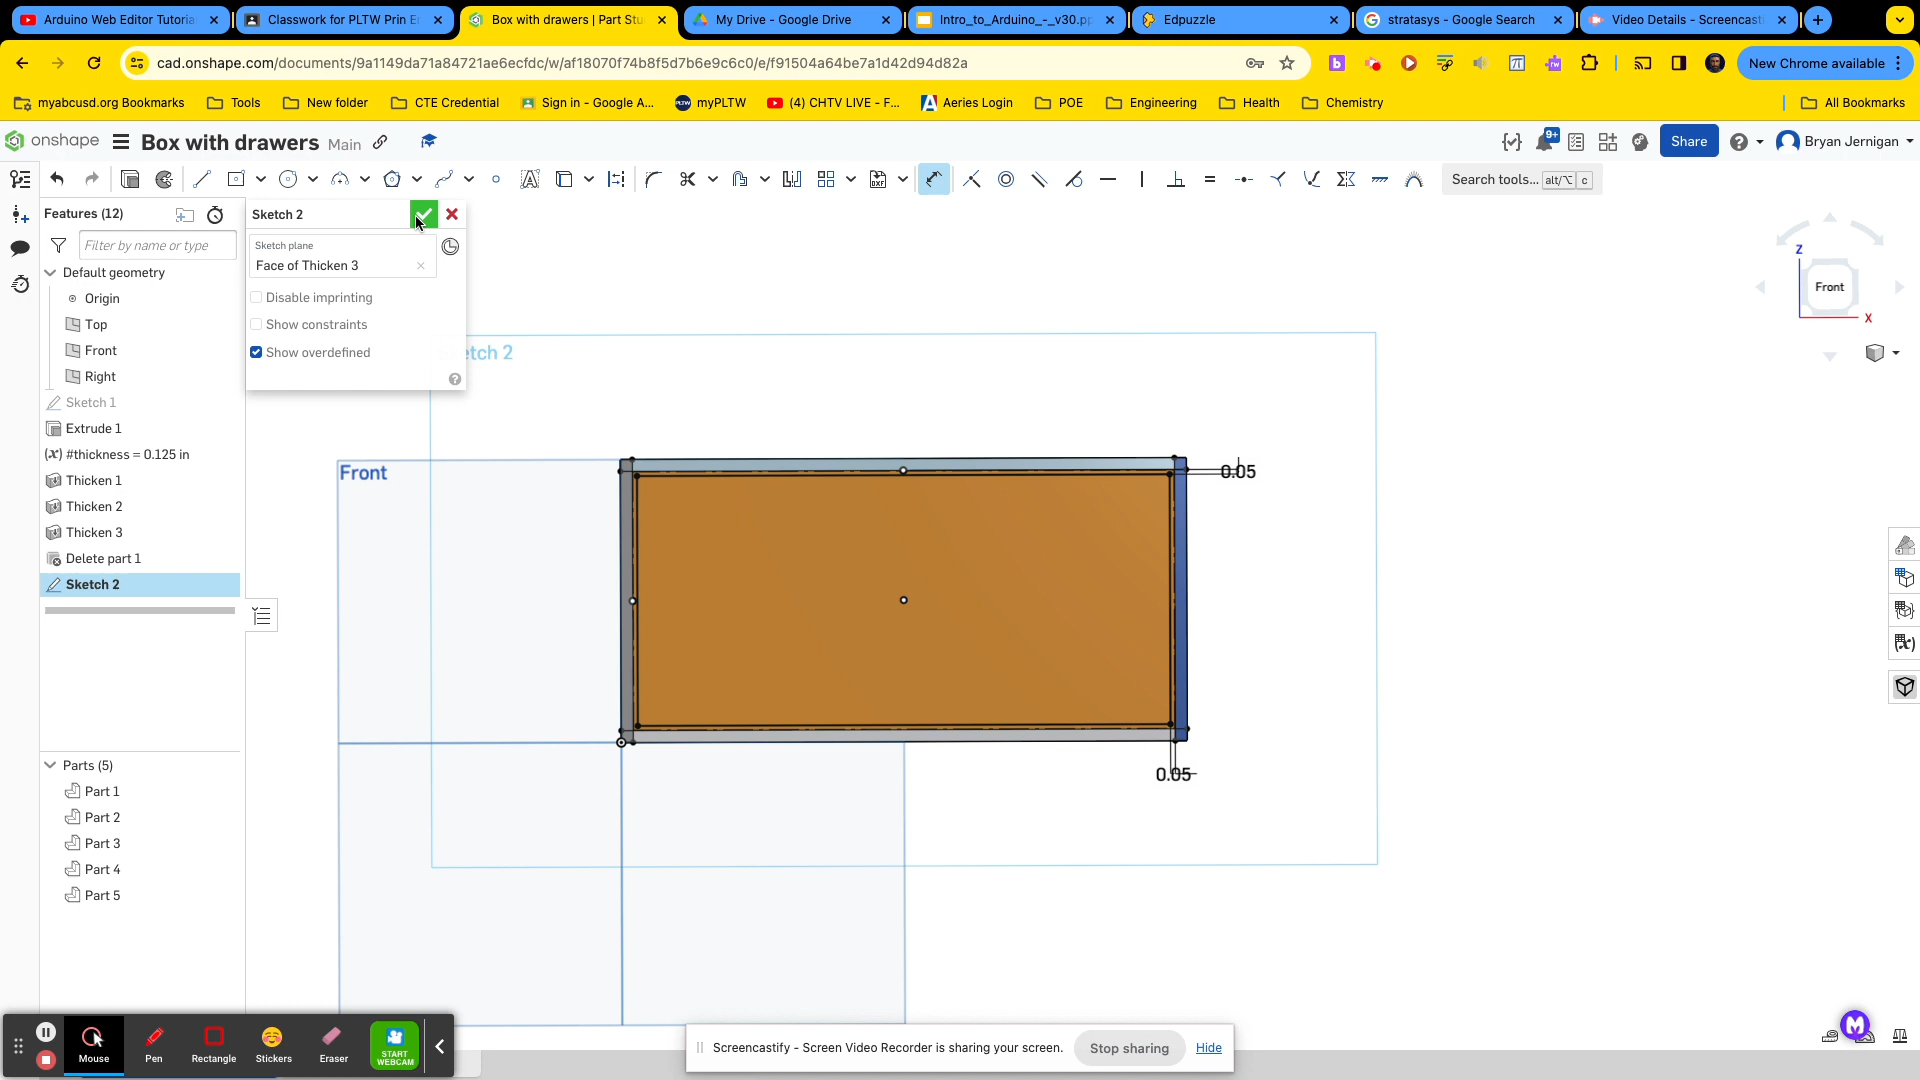 Arduino Web Editor Tutoria
Classwork for PLTW Prin E
Box with drawers | Part Stu
My Drive - Google Drive
Intro_to_Arduino_-_v30.pp
Edpuzzle
stratasys - Google Search
Video Details - Screencast
cad.onshape.com/documents/9a1149da71a84721ae6ecfdc/w/af18070f74b8f5d7b6e9c6c0/e/f91504a64be7a1d42d94d82a
New Chrome available
myabcusd.org Bookmarks
Tools
New folder
CTE Credential
Sign in - Google A...
myPLTW
(4) CHTV LIVE - F...
Aeries Login
POE
Engineering
Health
Chemistry
All Bookmarks
onshape
Box with drawers Main
9+
Share
Bryan Jernigan
Search tools... alt/⌥ c
Features (12)
Filter by name or type
Default geometry
Origin
Top
Front
Right
Sketch 1
Extrude 1
(x) #thickness = 0.125 in
Thicken 1
Thicken 2
Thicken 3
Delete part 1
Sketch 2
Parts (5)
Part 1
Part 2
Part 3
Part 4
Part 5
Sketch 2
Sketch plane
Face of Thicken 3
Disable imprinting
Show constraints
Show overdefined
etch 2
Front
0.05
0.05
Z
Front
X
Mouse
Pen
Rectangle
Stickers
Eraser
START
WEBCAM
Screencastify - Screen Video Recorder is sharing your screen.
Stop sharing
Hide